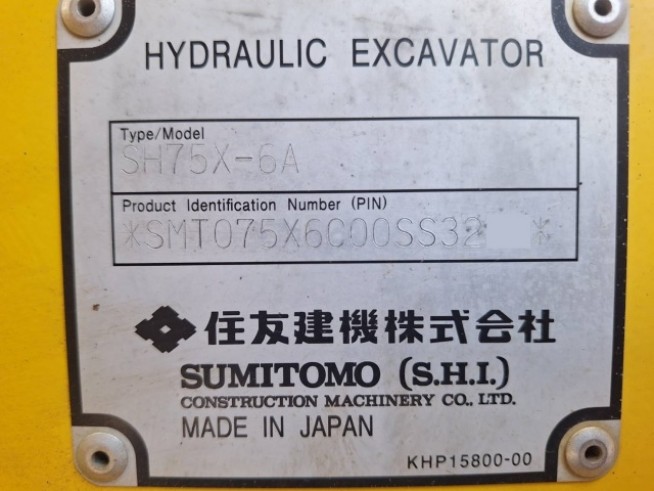 HYDRAULIC EXCAVATOR
Type/Model
SH75X-6A
Product Identification Number (PIN)
*SMT075X6C00SS32 *
住友建機株式会社
SUMITOMO (S.H.I.)
CONSTRUCTION MACHINERY CO., LTD.
MADE IN JAPAN
KHP15800-00